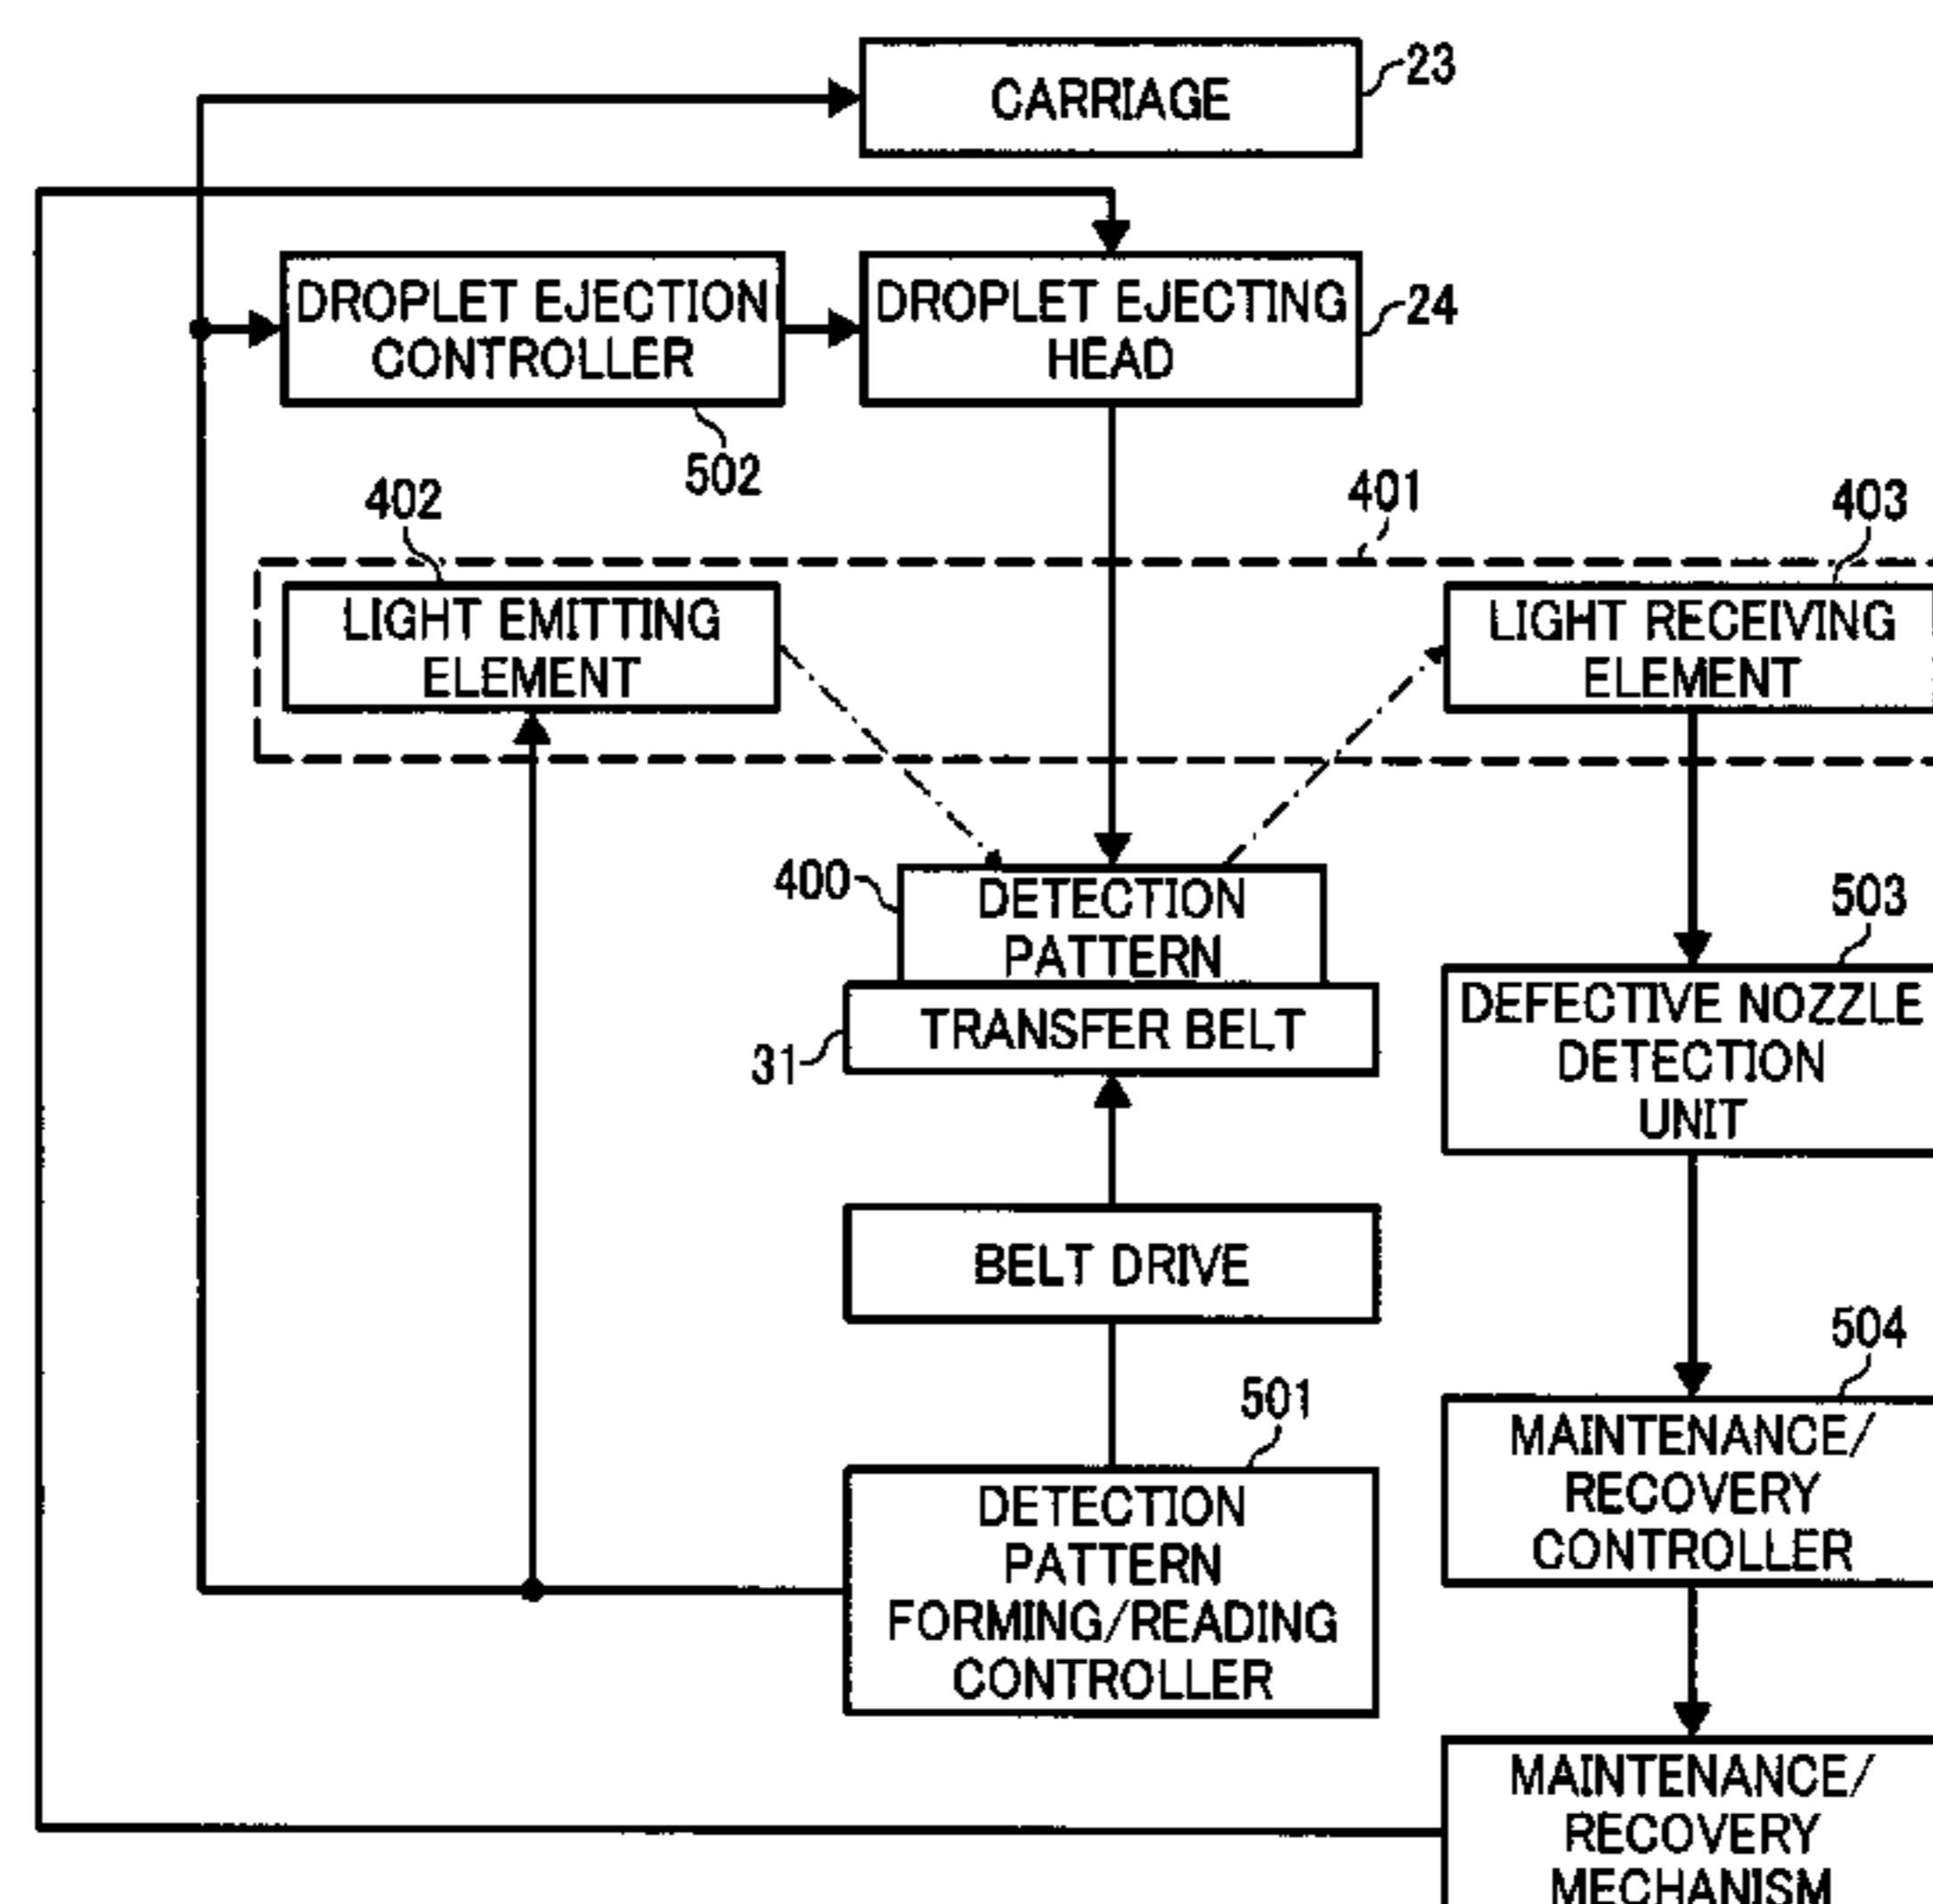 CARRIAGE
23
DROPLET EJECTION
CONTROLLER
502
DROPLET EJECTING
HEAD
24
401
402
LIGHT EMITTING
ELEMENT
403
LIGHT RECEIVING
ELEMENT
400
DETECTION
PATTERN
31
TRANSFER BELT
503
DEFECTIVE NOZZLE
DETECTION
UNIT
BELT DRIVE
504
MAINTENANCE/
RECOVERY
CONTROLLER
501
DETECTION
PATTERN
FORMING/READING
CONTROLLER
MAINTENANCE/
RECOVERY
MECHANISM